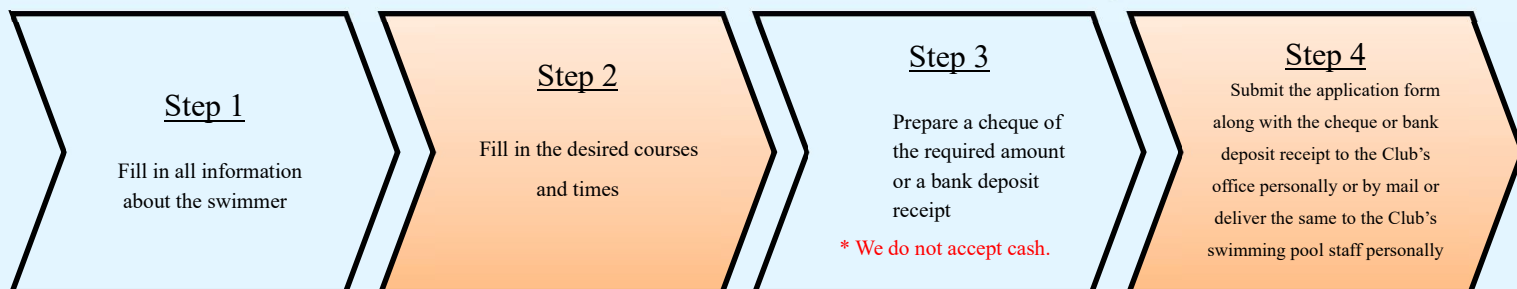 Step 1
Fill in all information
about the swimmer
Step 2
Fill in the desired courses
and times
Step 3
Prepare a cheque of
the required amount
or a bank deposit
receipt
* We do not accept cash.
Step 4
Submit the application form
along with the cheque or bank
deposit receipt to the Club’s
office personally or by mail or
deliver the same to the Club’s
swimming pool staff personally